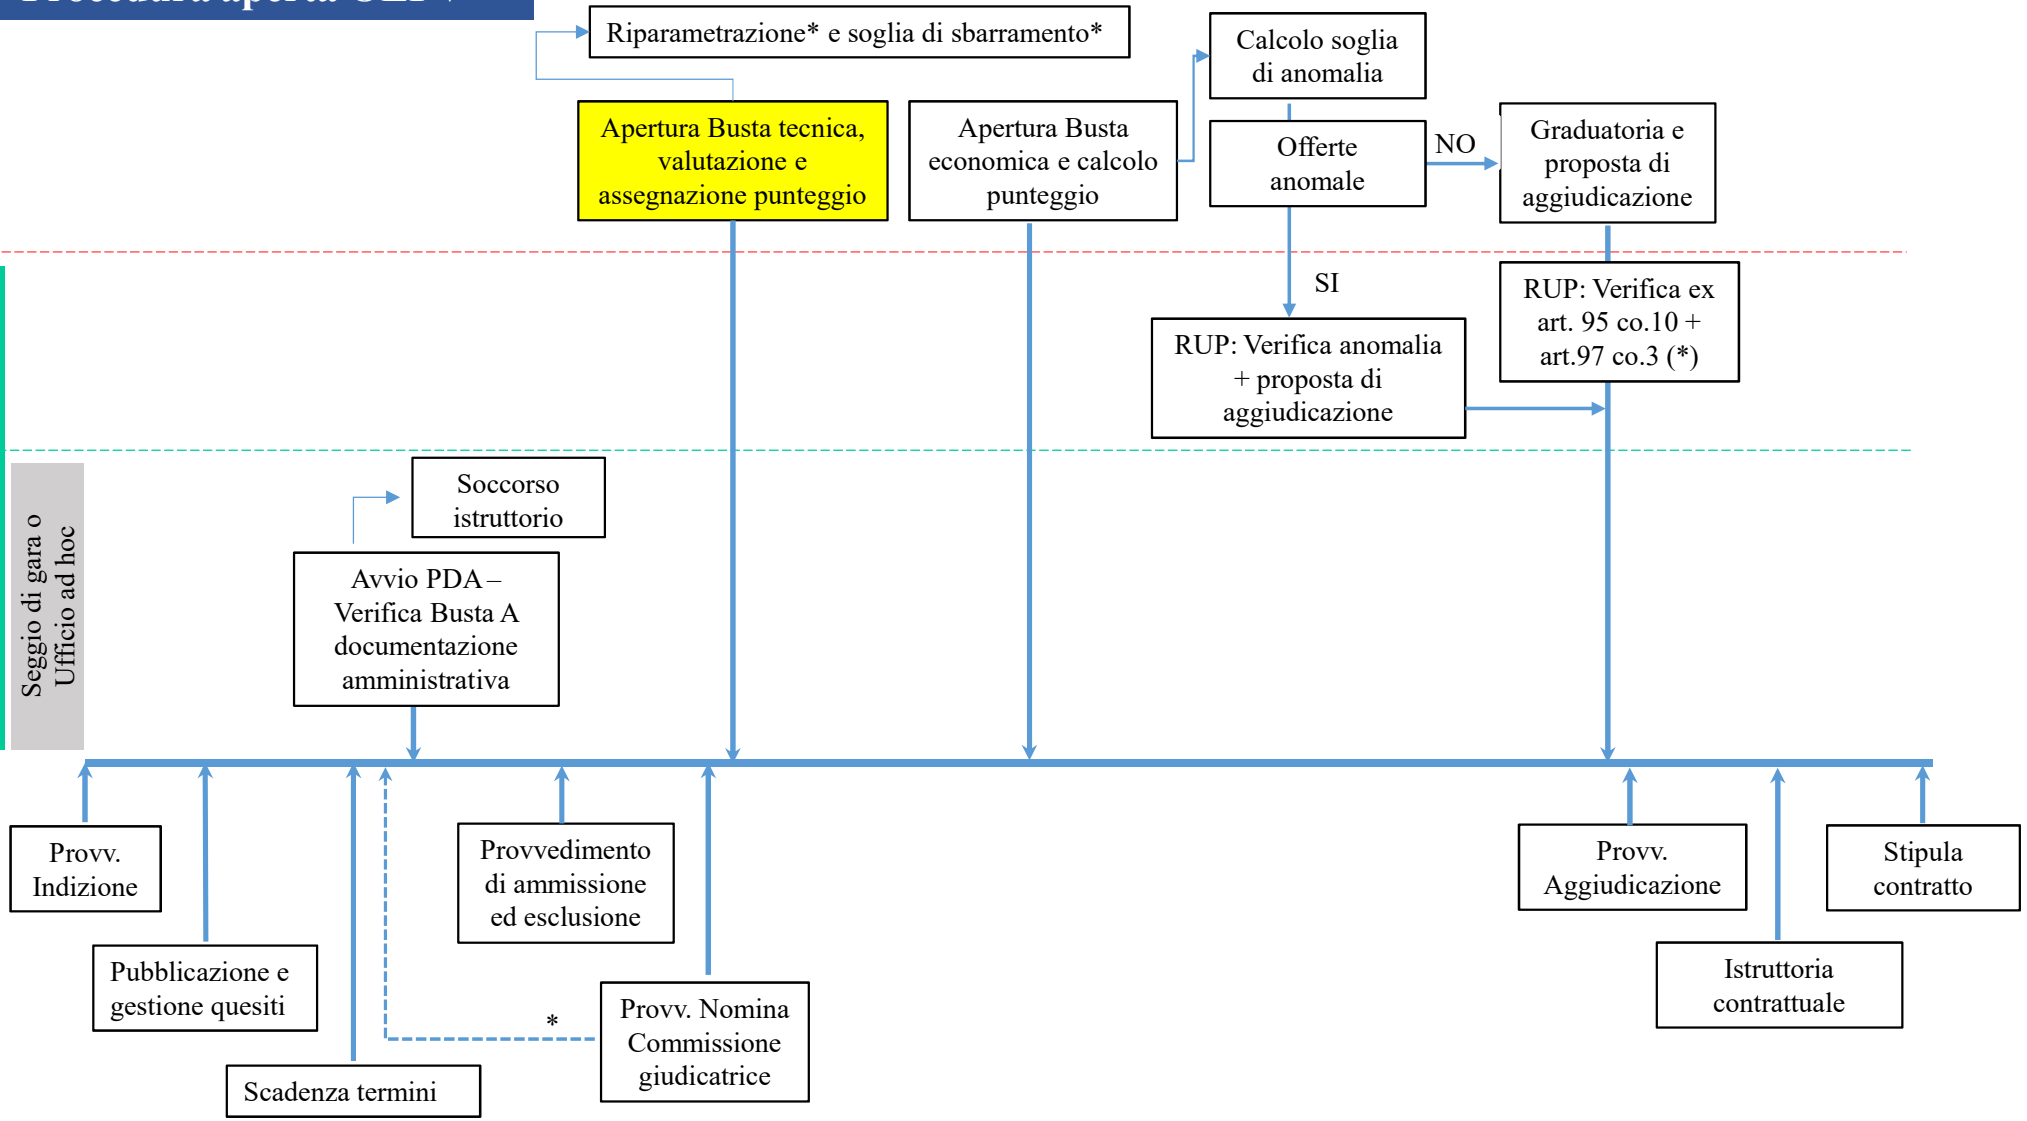 Procedura aperta OEPV
Riparametrazione* e soglia di sbarramento*
Calcolo soglia
di anomalia
Apertura Busta tecnica,
valutazione e
assegnazione punteggio
Apertura Busta
economica e calcolo
punteggio
Offerte
anomale
NO
Graduatoria e
proposta di
aggiudicazione
SI
RUP: Verifica ex
art. 95 co.10 +
art.97 co.3 (*)
RUP: Verifica anomalia
+ proposta di
aggiudicazione
Soccorso
istruttorio
Seggio di gara o
Ufficio ad hoc
Avvio PDA –
Verifica Busta A
documentazione
amministrativa
Provv.
Indizione
Provvedimento
di ammissione
ed esclusione
Provv.
Aggiudicazione
Stipula
contratto
Pubblicazione e
gestione quesiti
Istruttoria
contrattuale
*
Provv. Nomina
Commissione
giudicatrice
Scadenza termini